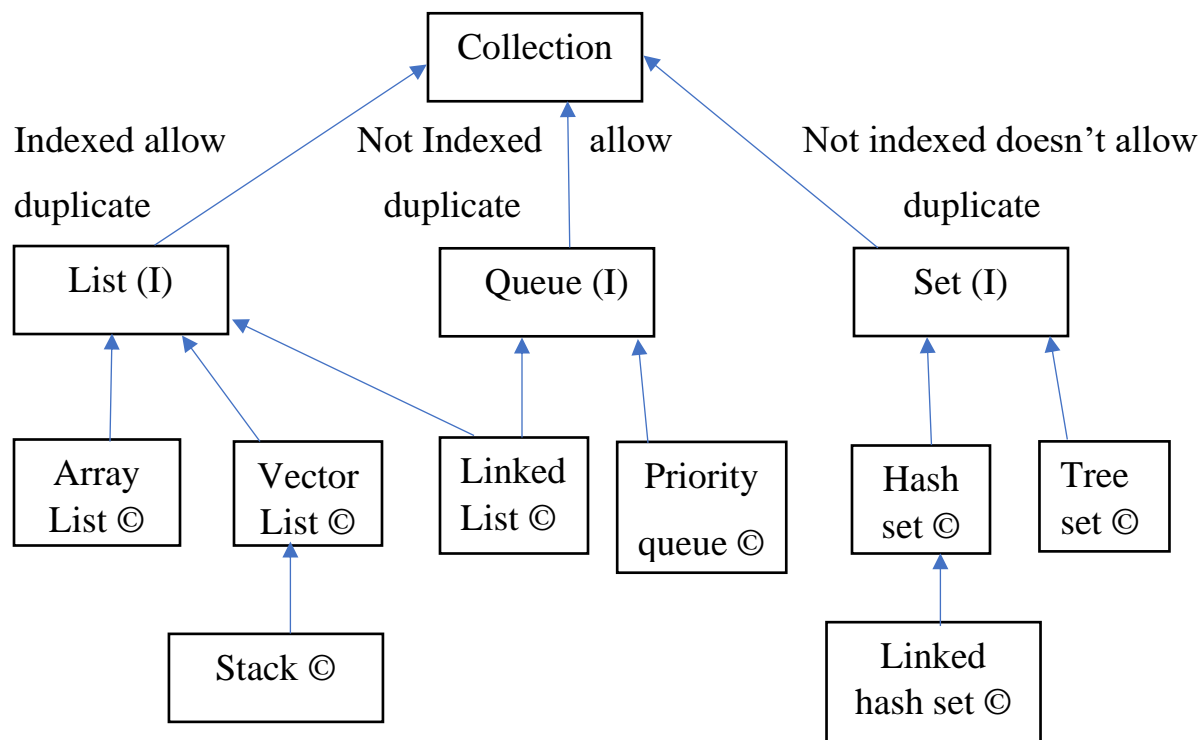 Collection
Indexed allow
duplicate
Not Indexed allow
duplicate
Not indexed doesn’t allow
duplicate
List (I)
Queue (I)
Set (I)
Array
List ©
Vector
List ©
Linked
List ©
Priority
queue ©
Hash
set ©
Tree
set ©
Stack ©
Linked
hash set ©